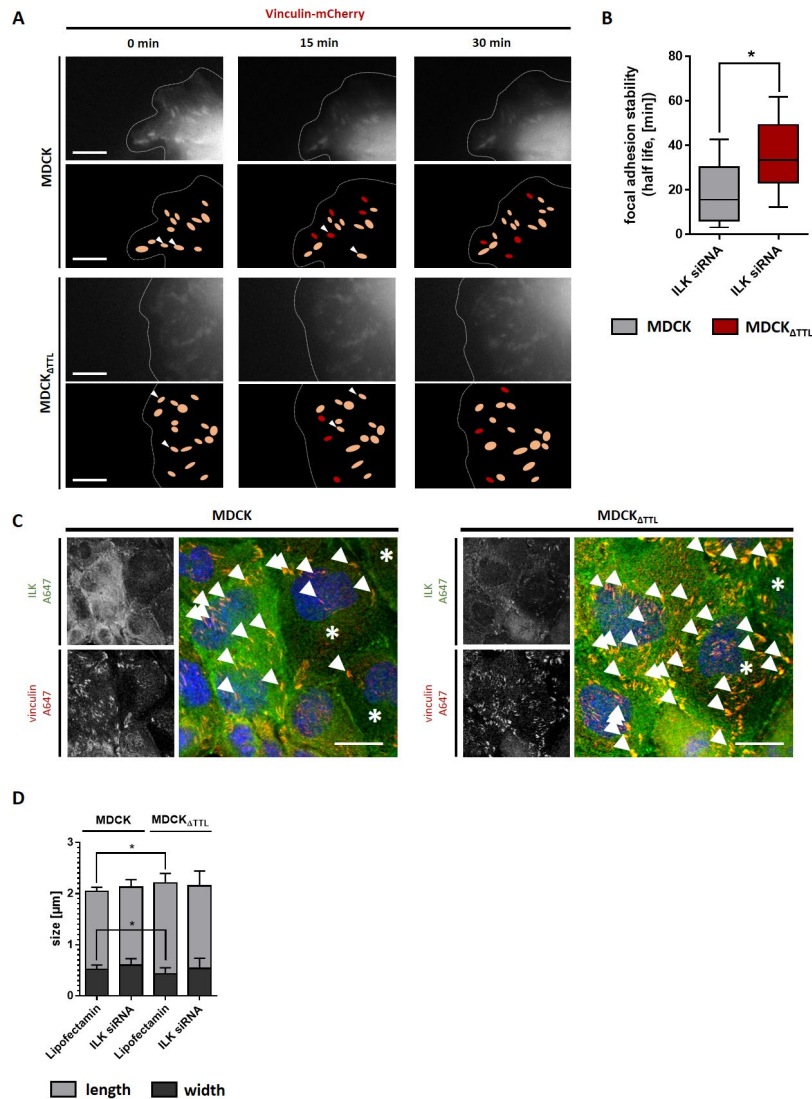 A
Vinculin-mCherry
0 min 15 min 30 min
MDCK
MDCKΔTTL
B
*
focal adhesion stability
(half life, [min])
80
60
40
20
0
ILK siRNA ILK siRNA
MDCK MDCKΔTTL
C
MDCK MDCKΔTTL
ILK
A647
* * *
vinculin
A647
ILK
A647
* *
vinculin
A647
D
MDCK MDCKΔTTL
size [µm]
3
2
1
0
*
*
Lipofectamin ILK siRNA Lipofectamin ILK siRNA
length width